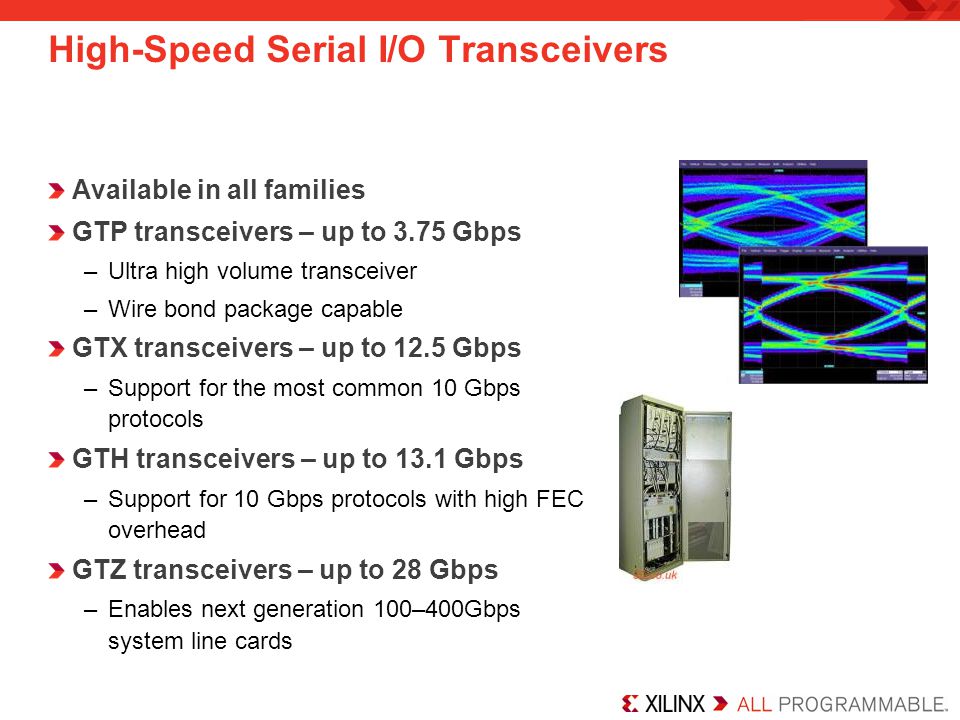 High-Speed Serial I/O Transceivers
Available in all families
GTP transceivers – up to 3.75 Gbps
– Ultra high volume transceiver
– Wire bond package capable
GTX transceivers – up to 12.5 Gbps
– Support for the most common 10 Gbps
protocols
GTH transceivers – up to 13.1 Gbps
– Support for 10 Gbps protocols with high FEC
overhead
GTZ transceivers – up to 28 Gbps
– Enables next generation 100–400Gbps
system line cards
XILINX ALL PROGRAMMABLE.